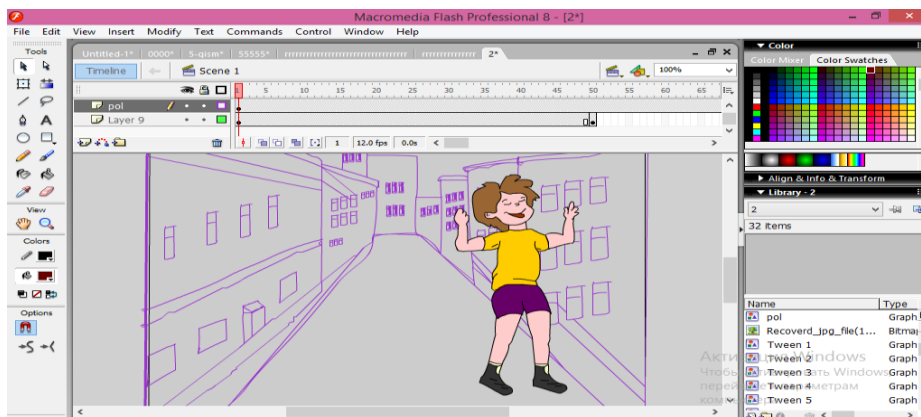 Macromedia Flash Professional 8 - [2*]
File Edit View Insert Modify Text Commands Control Window Help
Tools
View
Colors
Options
Untitled-1* 0000* 5-qism* 55555* 2*
Timeline Scene 1 100%
5 10 15 20 25 30 35 40 45 50 55 60 65
pol
Layer 9
1 12.0 fps 0.0s
Color
Color Mixer Color Swatches
Align & Info & Transform
Library - 2
2
32 items
Name Type
pol Graph
Recoverd_jpg_file(1... Bitma
Tween 1 Graph
Tween 2 Graph
Tween 3 Graph
Tween 4 Graph
Tween 5 Graph
Windows